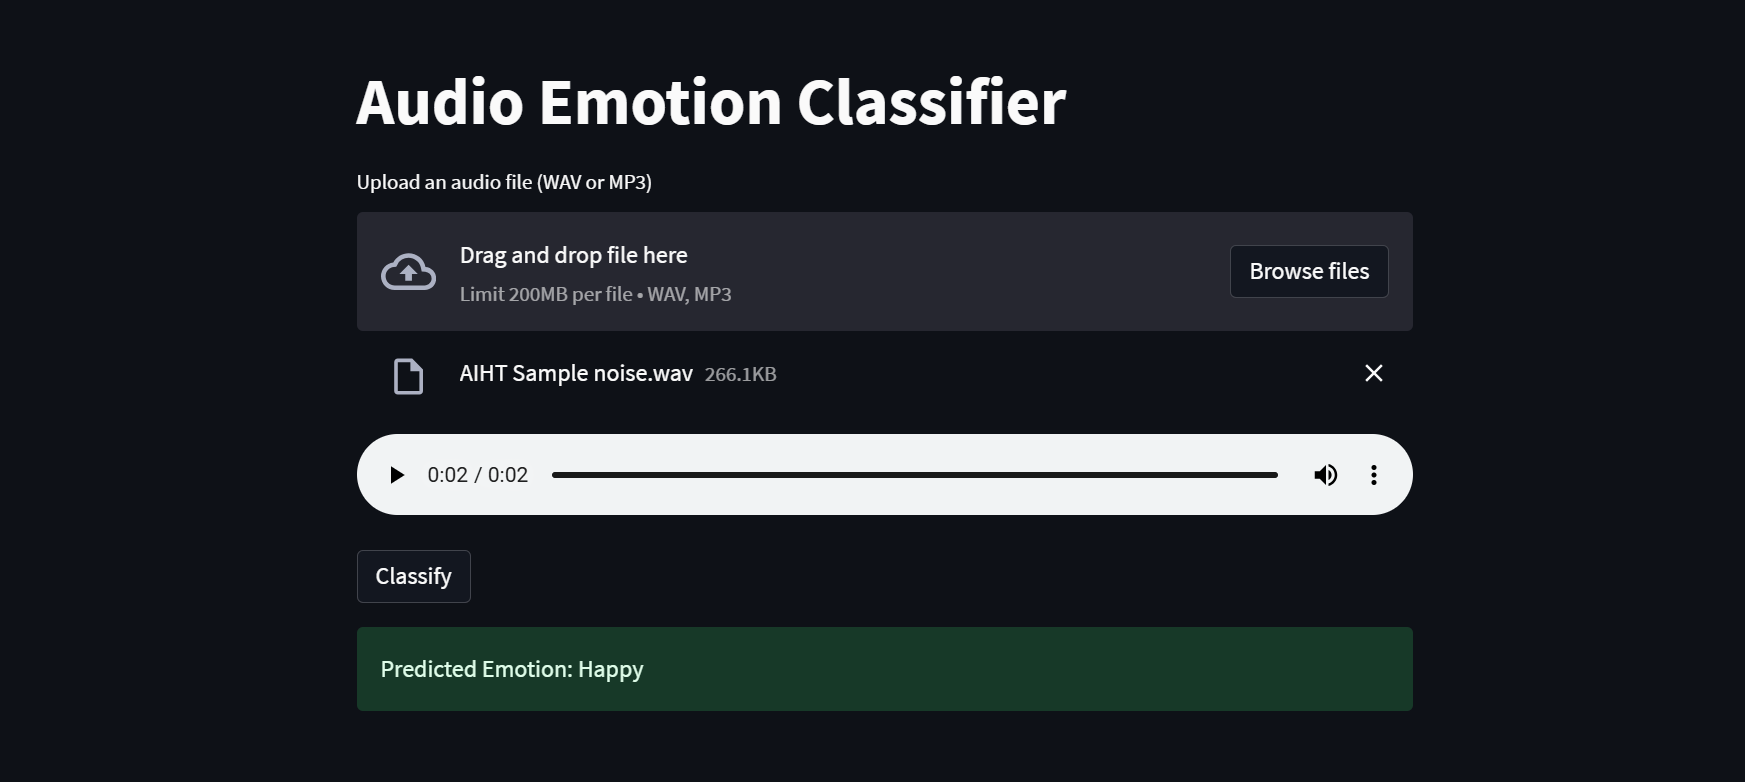 Audio Emotion Classifier
Upload an audio file (WAV or MP3)
Drag and drop file here
Limit 200MB per file • WAV, MP3
Browse files
AIHT Sample noise.wav 266.1KB
0:02 / 0:02
Classify
Predicted Emotion: Happy